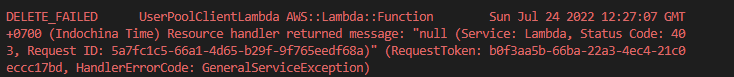 DELETE_FAILED UserPoolClientLambda AWS::Lambda::Function Sun Jul 24 2022 12:27:07 GMT
+0700 (Indochina Time) Resource handler returned message: "null (Service: Lambda, Status Code: 40
3, Request ID: 5a7fc1c5-66a1-4d65-b29f-9f765eedf68a)" (RequestToken: b0f3aa5b-66ba-22a3-4ec4-21c0
eccc17bd, HandlerErrorCode: GeneralServiceException)